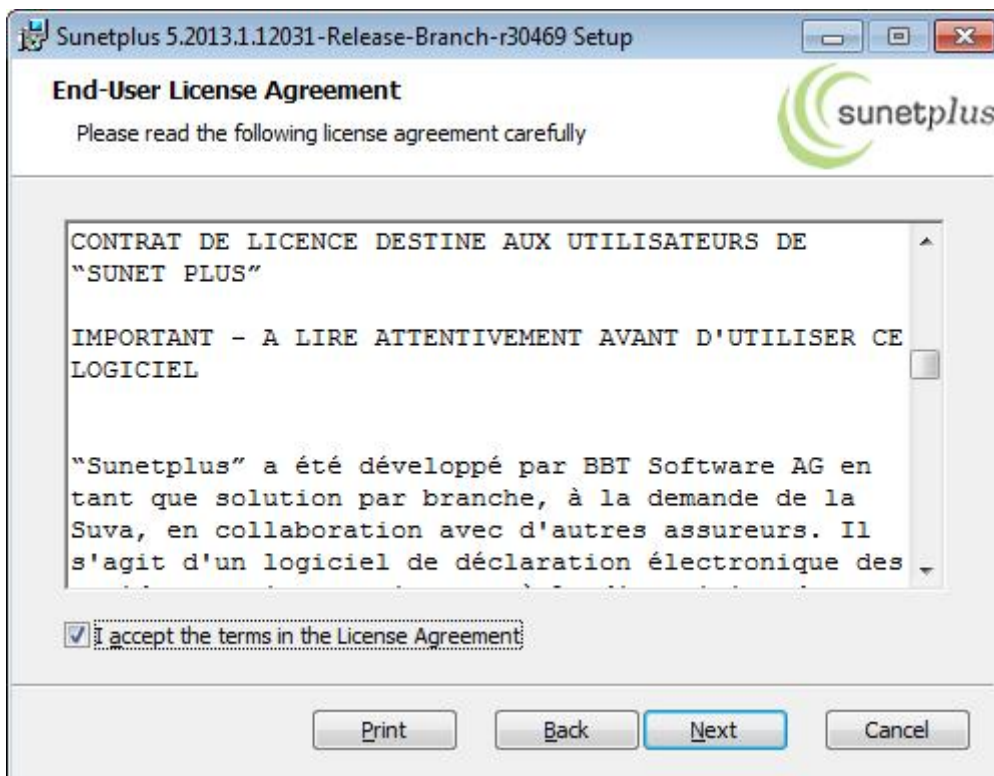 Sunetplus 5.2013.1.12031-Release-Branch-r30469 Setup
End-User License Agreement
Please read the following license agreement carefully
sunetplus
CONTRAT DE LICENCE DESTINE AUX UTILISATEURS DE
“SUNET PLUS”
IMPORTANT – A LIRE ATTENTIVEMENT AVANT D'UTILISER CE
LOGICIEL
“Sunetplus” a été développé par BBT Software AG en
tant que solution par branche, à la demande de la
Suva, en collaboration avec d'autres assureurs. Il
s'agit d'un logiciel de déclaration électronique des
I accept the terms in the License Agreement
Print Back Next Cancel